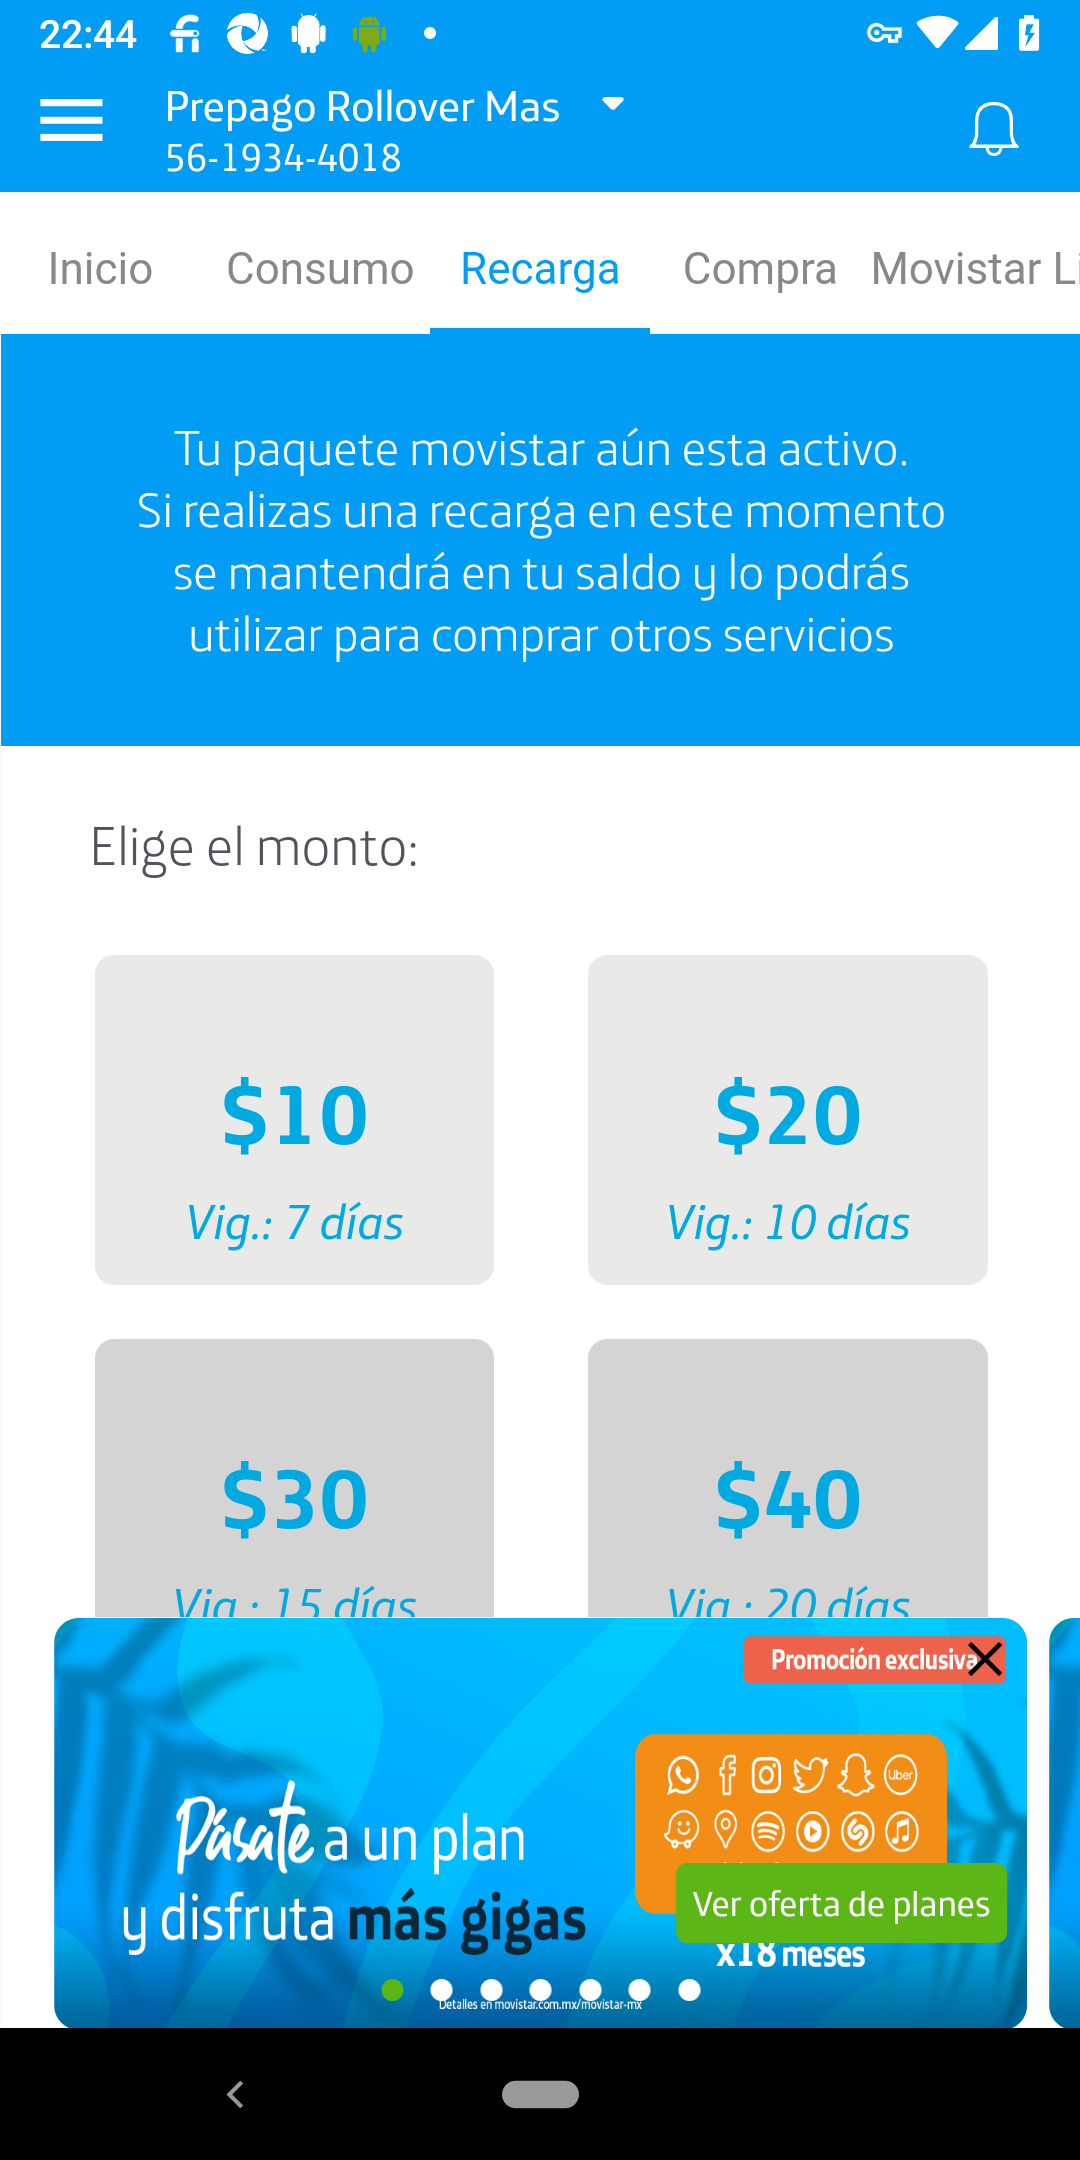 22:44
Prepago Rollover Mas
56-1934-4018
Inicio Consumo Recarga Compra Movistar Li
Tu paquete movistar aún esta activo.
Si realizas una recarga en este momento
se mantendrá en tu saldo y lo podrás
utilizar para comprar otros servicios
Elige el monto:
$10 $20
Vig.: 7 días Vig.: 10 días
$30 $40
Vig.: 15 días Vig.: 20 días
Promoción exclusiva
Uber
Pásate a un plan
y disfruta más gigas
Ver oferta de planes
x18 meses
Detalles en movistar.com.mx/movistar-mx